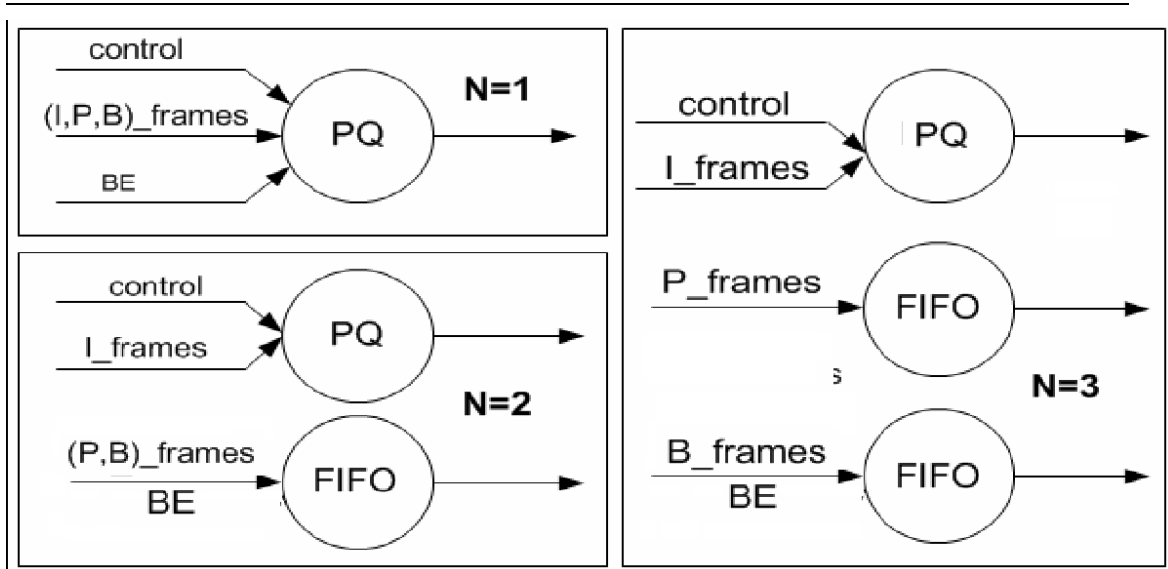 control
(I,P,B)_frames
BE
PQ
N=1
control
I_frames
PQ
(P,B)_frames
BE
FIFO
N=2
control
I_frames
PQ
P_frames
FIFO
s
N=3
B_frames
BE
FIFO